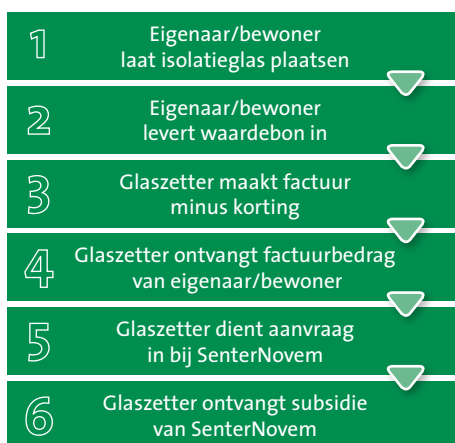 1
Eigenaar/bewoner
laat isolatieglas plaatsen
2
Eigenaar/bewoner
levert waardebon in
3
Glaszetter maakt factuur
minus korting
4
Glaszetter ontvangt factuurbedrag
van eigenaar/bewoner
5
Glaszetter dient aanvraag
in bij SenterNovem
6
Glaszetter ontvangt subsidie
van SenterNovem